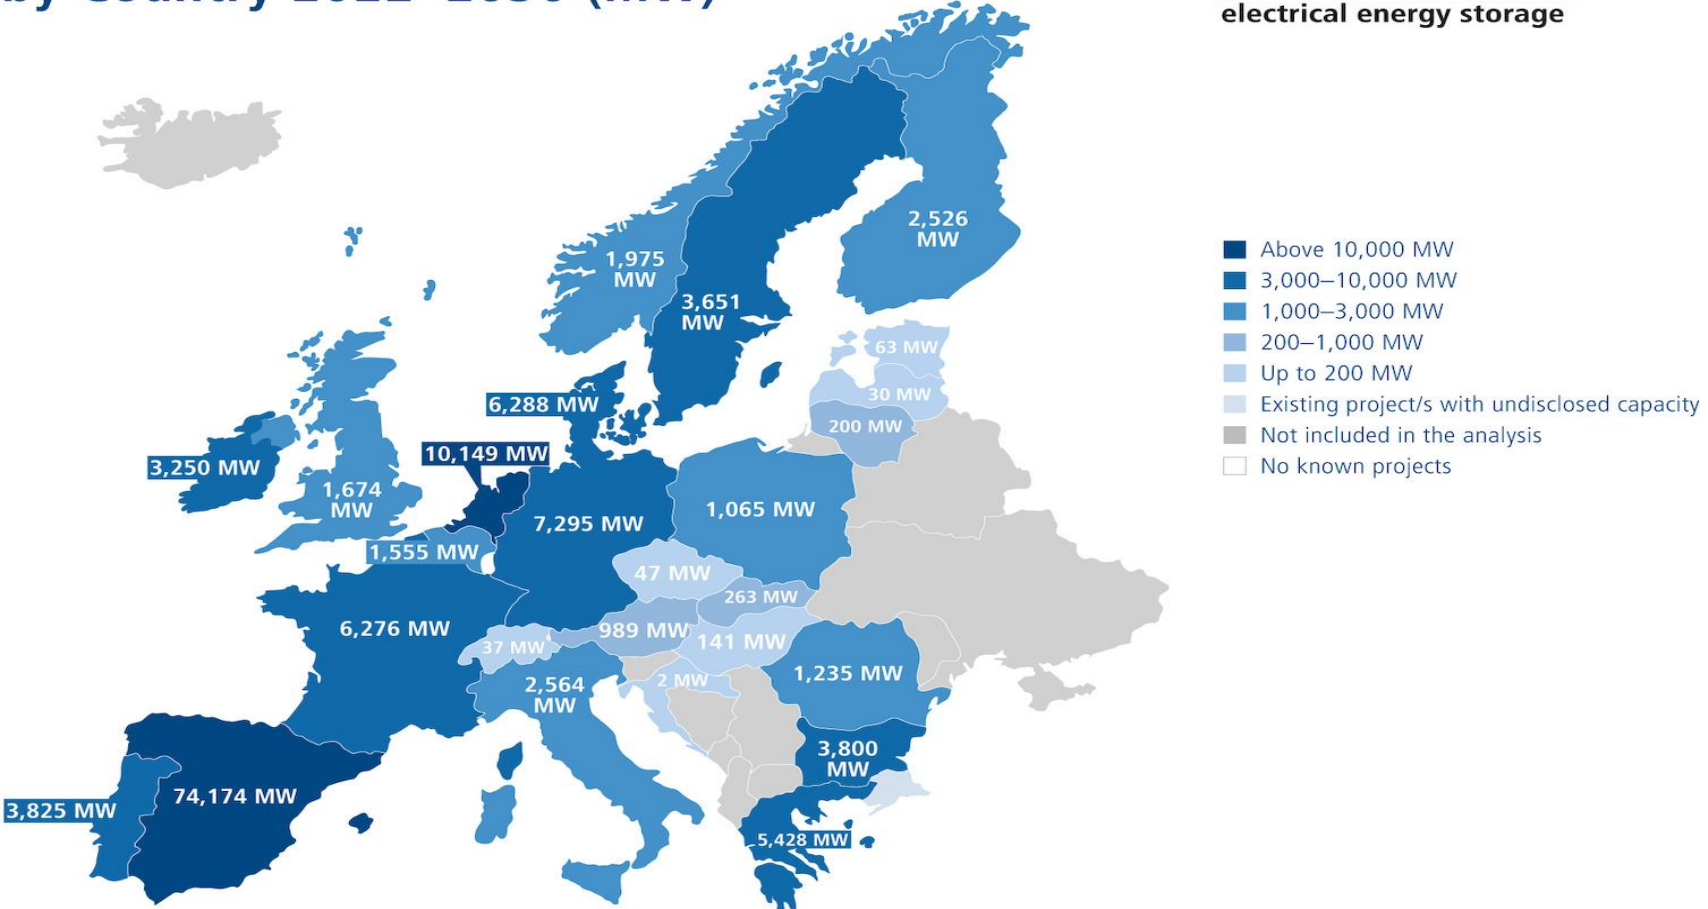 by Country 2022–2030 (MW)
electrical energy storage
2,526
MW
1,975
MW
3,651
MW
Above 10,000 MW
3,000–10,000 MW
1,000–3,000 MW
200–1,000 MW
Up to 200 MW
Existing project/s with undisclosed capacity
Not included in the analysis
No known projects
63 MW
30 MW
200 MW
6,288 MW
10,149 MW
3,250 MW
1,674
MW
7,295 MW
1,065 MW
1,555 MW
47 MW
263 MW
6,276 MW
989 MW
141 MW
37 MW
2,564
MW
2 MW
1,235 MW
3,800
MW
74,174 MW
3,825 MW
5,428 MW